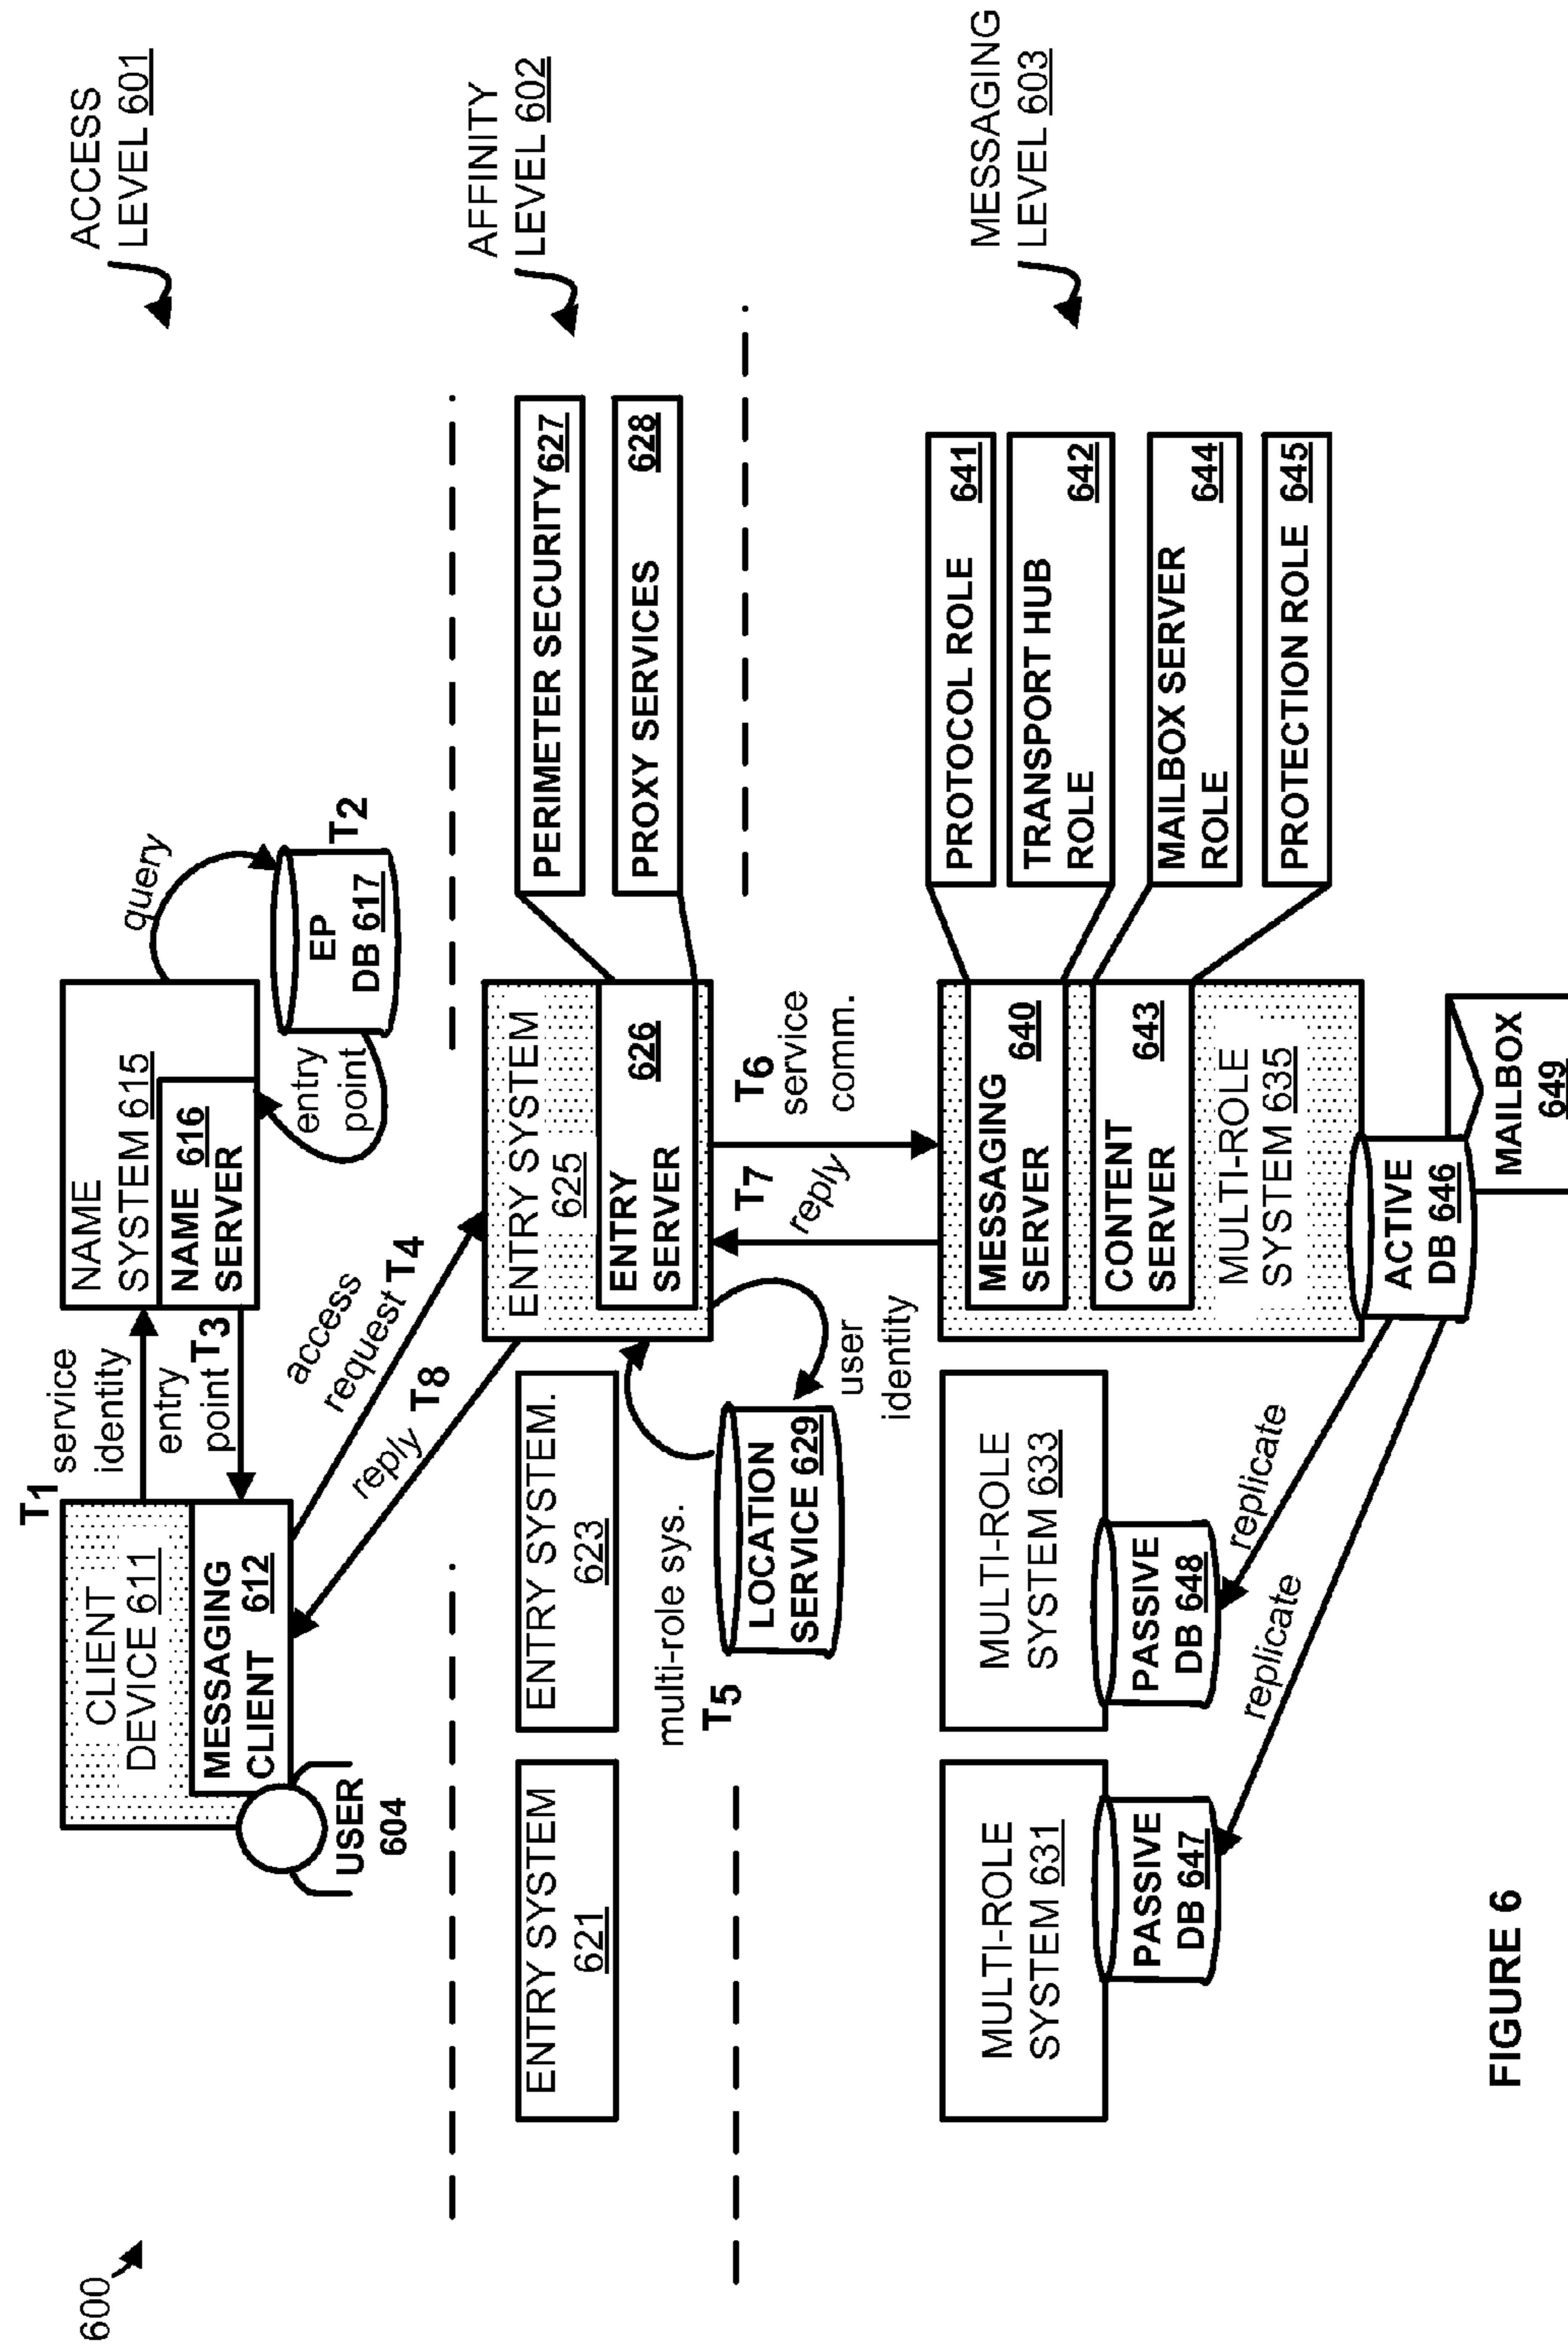 600
ACCESS
LEVEL 601
T1
service
identity
entry
point
T3
CLIENT
DEVICE 611
MESSAGING
CLIENT 612
USER
604
NAME
SYSTEM 615
NAME 616
SERVER
query
EP
DB 617
T2
entry
point
access
request T4
reply T8
AFFINITY
LEVEL 602
ENTRY SYSTEM
621
ENTRY SYSTEM.
623
ENTRY SYSTEM
625
ENTRY 626
SERVER
PERIMETER SECURITY 627
PROXY SERVICES 628
multi-role sys.
T5
LOCATION
SERVICE 629
user
identity
T7
reply
T6
service
comm.
MESSAGING
LEVEL 603
MULTI-ROLE
SYSTEM 631
PASSIVE
DB 647
MULTI-ROLE
SYSTEM 633
PASSIVE
DB 648
replicate
replicate
MESSAGING
SERVER 640
CONTENT
SERVER 643
MULTI-ROLE
SYSTEM 635
ACTIVE
DB 646
MAILBOX
649
PROTOCOL ROLE 641
TRANSPORT HUB
ROLE 642
MAILBOX SERVER
ROLE 644
PROTECTION ROLE 645
FIGURE 6